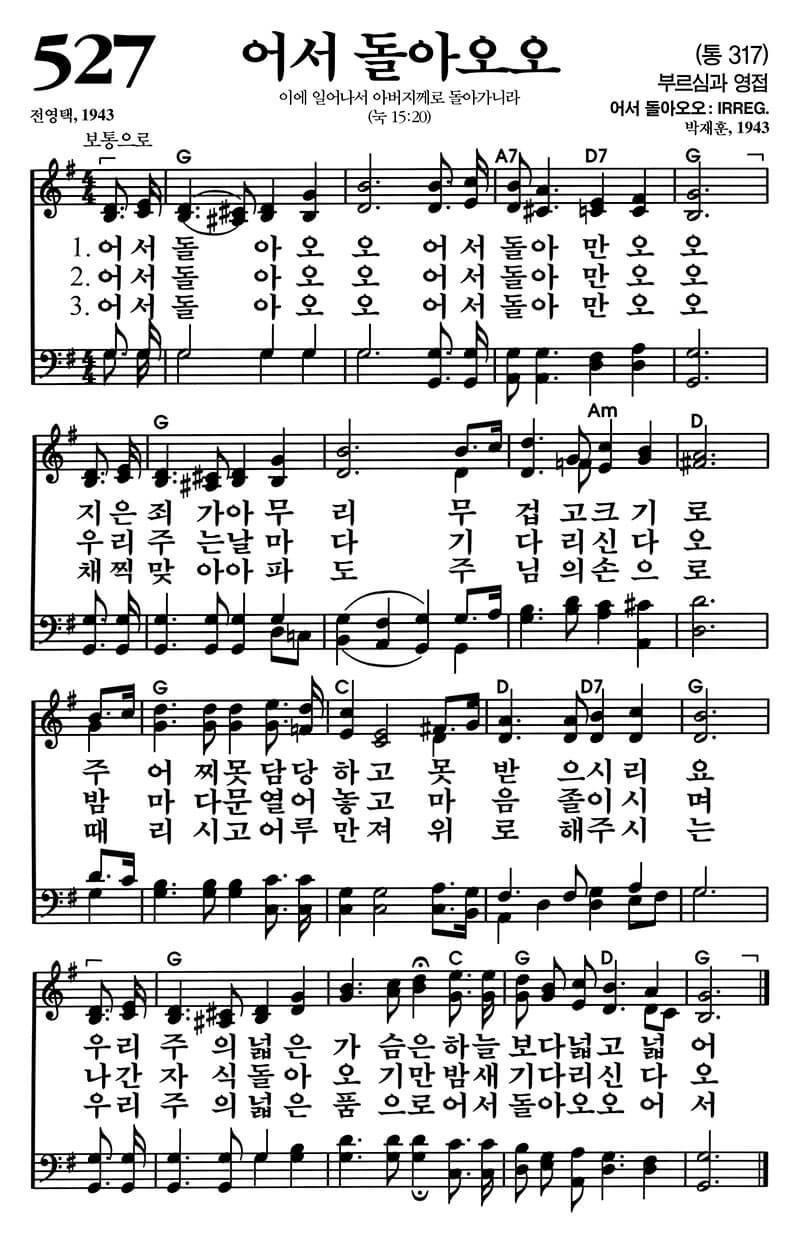 527
어서 돌아오오
(통 317)
부르심과 영접
이에 일어나서 아버지께로 돌아가니라
(눅 15:20)
전영택, 1943
어서 돌아오오: IRREG.
박재훈, 1943
보통으로
G A7 D7 G
1. 어서돌 아오오 어서돌아 만오오
2. 어서돌 아오오 어서돌아 만오오
3. 어서돌 아오오 어서돌아 만오오
G Am D
지은죄 가아무리 무 겁고크기로
우리주 는날마다 기 다리신다오
채찍맞 아아파도 주 님의손으로
G C D D7 G
주 어 찌못담당하고 못 받 으시리요
밤 마 다문열어놓고 마 음 졸이시며
때 리 시고어루만져 위 로 해주시는
G C G D G
우리 주 의넓은 가 슴은하늘보다넓고 넓어
나간 자 식돌아 오 기만밤새기다리신다오
우리 주 의넓은 품 으로어서돌아오오어서